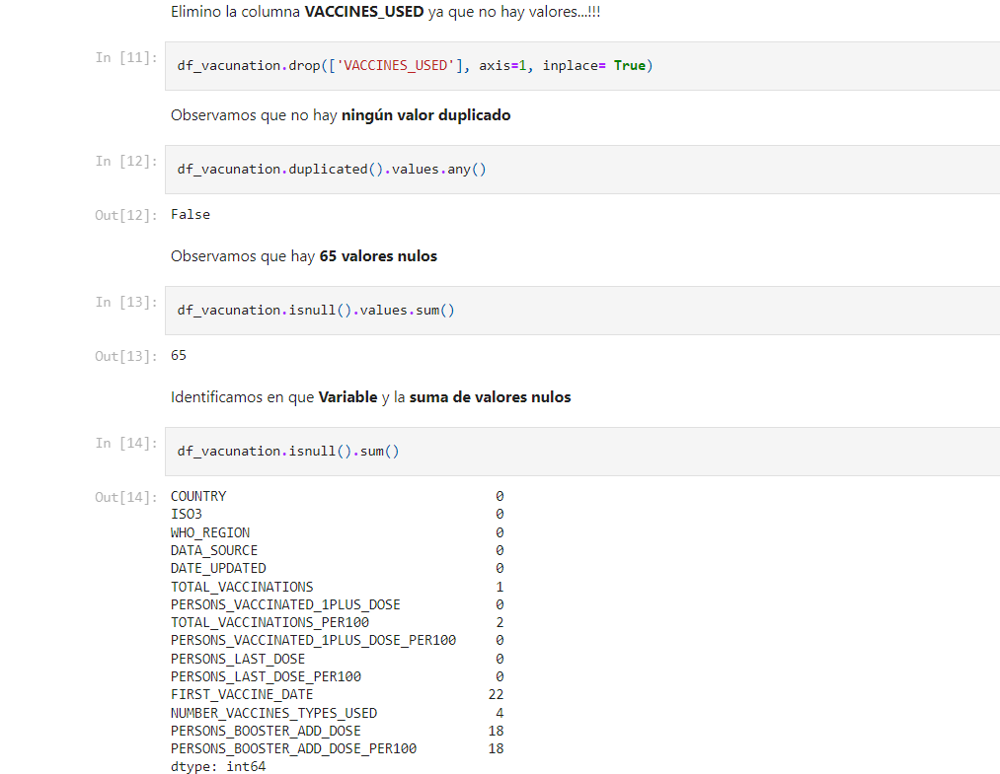 Elimino la columna VACCINES_USED ya que no hay valores...!!!
In [11]: df_vacunation.drop(['VACCINES_USED'], axis=1, inplace= True)
Observamos que no hay ningún valor duplicado
In [12]: df_vacunation.duplicated().values.any()
Out[12]: False
Observamos que hay 65 valores nulos
In [13]: df_vacunation.isnull().values.sum()
Out[13]: 65
Identificamos en que Variable y la suma de valores nulos
In [14]: df_vacunation.isnull().sum()
Out[14]: COUNTRY 0
ISO3 0
WHO_REGION 0
DATA_SOURCE 0
DATE_UPDATED 0
TOTAL_VACCINATIONS 1
PERSONS_VACCINATED_1PLUS_DOSE 0
TOTAL_VACCINATIONS_PER100 2
PERSONS_VACCINATED_1PLUS_DOSE_PER100 0
PERSONS_LAST_DOSE 0
PERSONS_LAST_DOSE_PER100 0
FIRST_VACCINE_DATE 22
NUMBER_VACCINES_TYPES_USED 4
PERSONS_BOOSTER_ADD_DOSE 18
PERSONS_BOOSTER_ADD_DOSE_PER100 18
dtype: int64